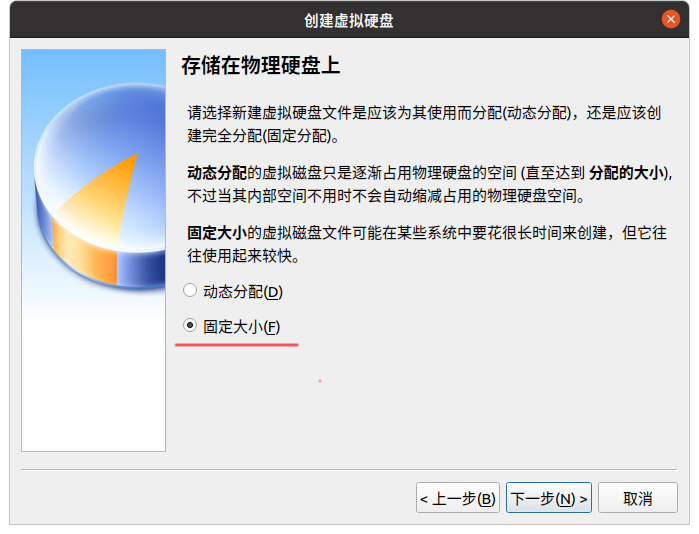 创建虚拟硬盘
存储在物理硬盘上
请选择新建虚拟硬盘文件是应该为其使用而分配(动态分配)，还是应该创
建完全分配(固定分配)。
动态分配的虚拟磁盘只是逐渐占用物理硬盘的空间 (直至达到 分配的大小),
不过当其内部空间不用时不会自动缩减占用的物理硬盘空间。
固定大小的虚拟磁盘文件可能在某些系统中要花很长时间来创建，但它往
往使用起来较快。
动态分配(D)
固定大小(F)
< 上一步(B)
下一步(N) >
取消